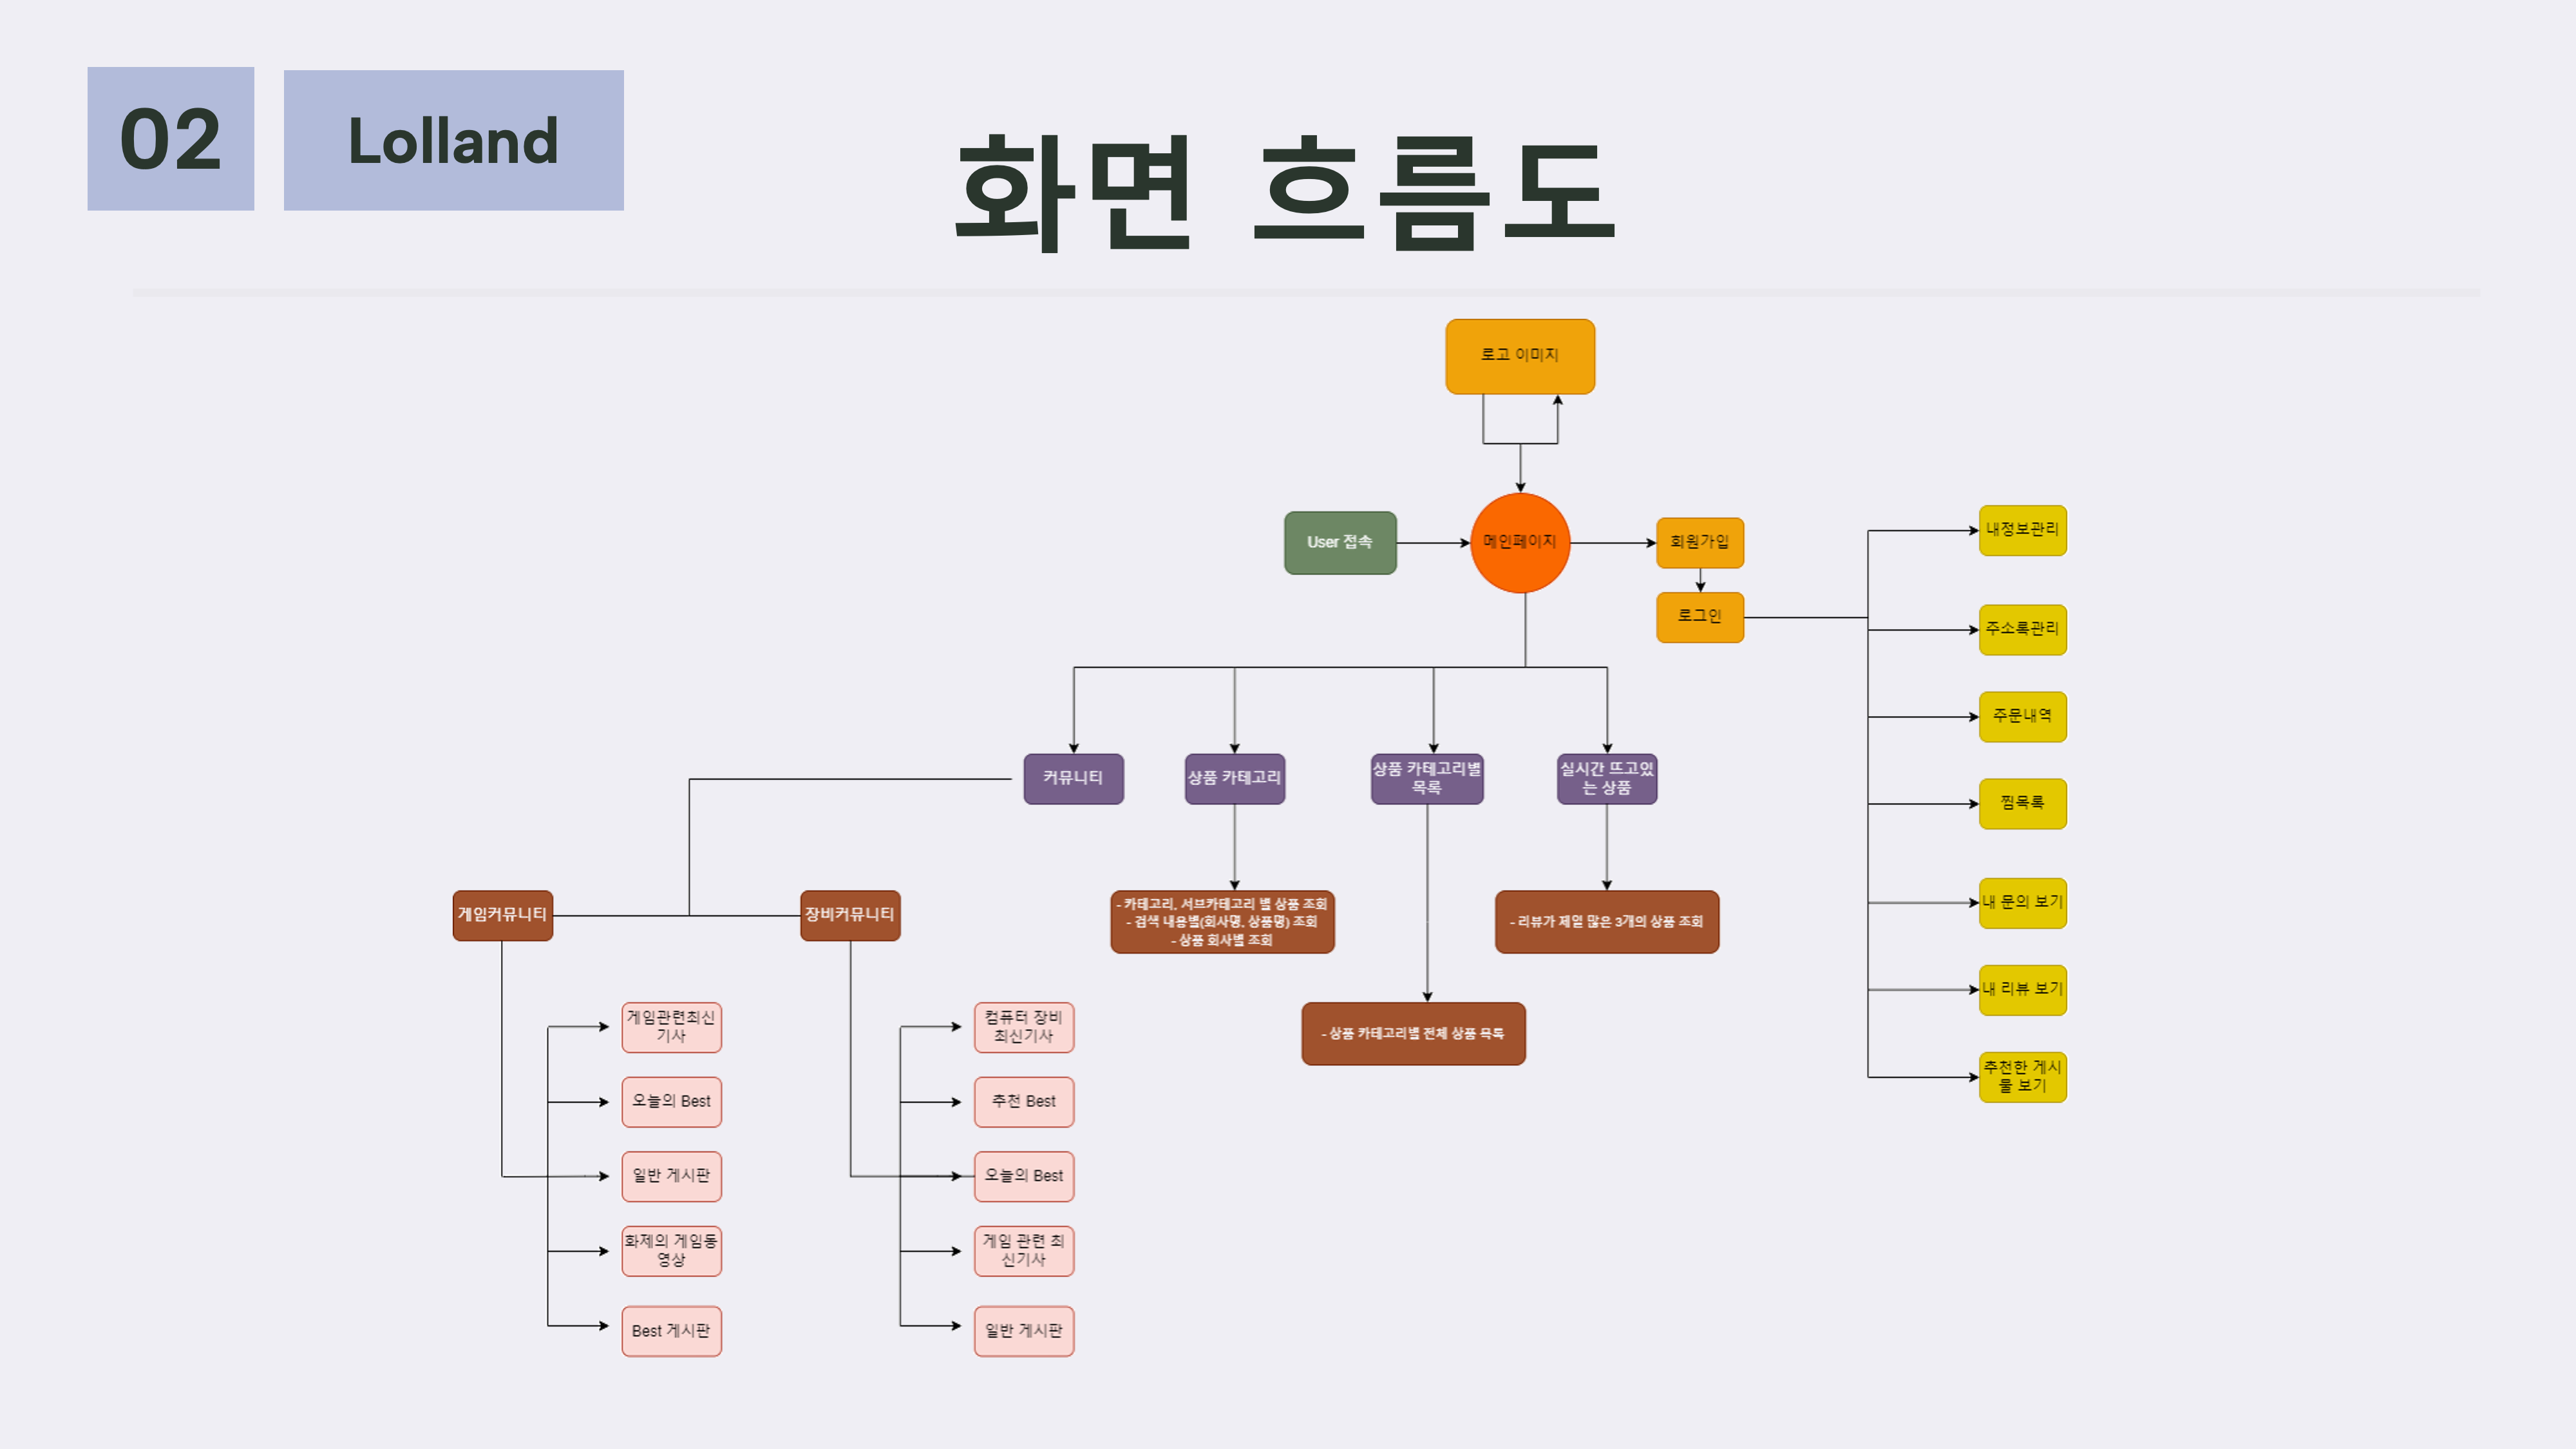 02
Lolland
화면 흐름도
로고 이미지
User 접속
메인페이지
회원가입
로그인
내정보관리
주소록관리
주문내역
찜목록
내 문의 보기
내 리뷰 보기
추천한 게시
물 보기
커뮤니티
상품 카테고리
상품 카테고리별
목록
실시간 뜨고있
는 상품
게임커뮤니티
장비커뮤니티
- 카테고리, 서브카테고리 별 상품 조회
- 검색 내용별(회사명, 상품명) 조회
- 상품 회사별 조회
- 리뷰가 제일 많은 3개의 상품 조회
- 상품 카테고리별 전체 상품 목록
게임관련최신
기사
오늘의 Best
일반 게시판
화제의 게임동
영상
Best 게시판
컴퓨터 장비
최신기사
추천 Best
오늘의 Best
게임 관련 최
신기사
일반 게시판